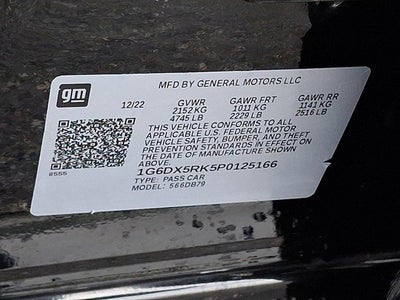 gm
MFD BY GENERAL MOTORS LLC
12/22 GVWR GAWR FRT GAWR RR
2152 KG 1011 KG 1141 KG
4745 LB 2229 LB 2516 LB
THIS VEHICLE CONFORMS TO ALL
APPLICABLE U.S. FEDERAL MOTOR
VEHICLE SAFETY, BUMPER, AND THEFT
PREVENTION STANDARDS IN EFFECT ON
THE DATE OF MANUFACTURE SHOWN
ABOVE.
1G6DX5RK5P0125166
8555 TYPE: PASS CAR
MODEL: 566DB79